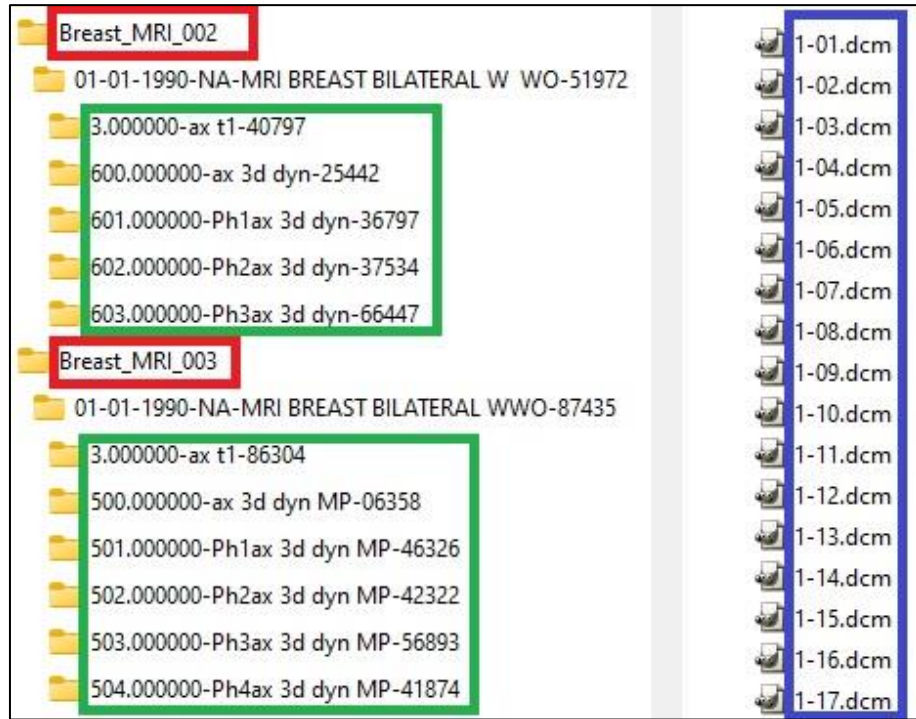 Breast_MRI_002
01-01-1990-NA-MRI BREAST BILATERAL W  WO-51972
3.000000-ax t1-40797
600.000000-ax 3d dyn-25442
601.000000-Ph1ax 3d dyn-36797
602.000000-Ph2ax 3d dyn-37534
603.000000-Ph3ax 3d dyn-66447
Breast_MRI_003
01-01-1990-NA-MRI BREAST BILATERAL WWO-87435
3.000000-ax t1-86304
500.000000-ax 3d dyn MP-06358
501.000000-Ph1ax 3d dyn MP-46326
502.000000-Ph2ax 3d dyn MP-42322
503.000000-Ph3ax 3d dyn MP-56893
504.000000-Ph4ax 3d dyn MP-41874
1-01.dcm
1-02.dcm
1-03.dcm
1-04.dcm
1-05.dcm
1-06.dcm
1-07.dcm
1-08.dcm
1-09.dcm
1-10.dcm
1-11.dcm
1-12.dcm
1-13.dcm
1-14.dcm
1-15.dcm
1-16.dcm
1-17.dcm